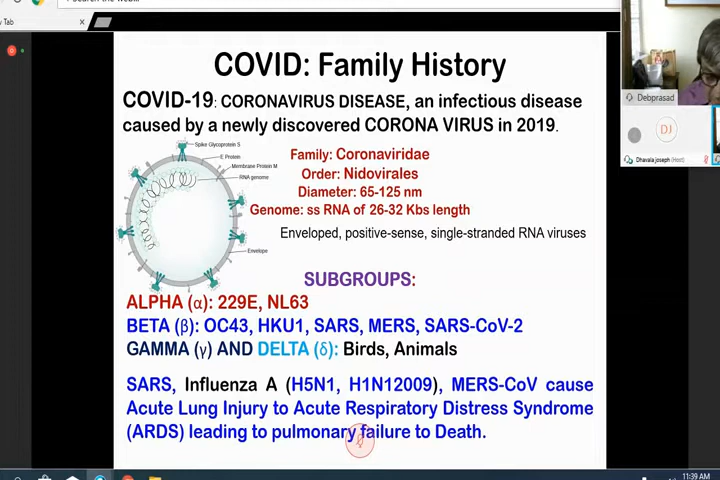 Tab
COVID: Family History
COVID-19: CORONAVIRUS DISEASE, an infectious disease
caused by a newly discovered CORONA VIRUS in 2019.
Spike Glycoprotein S
E Protein
Membrane Protein M
RNA genome
Envelope
Family: Coronaviridae
Order: Nidovirales
Diameter: 65-125 nm
Genome: ss RNA of 26-32 Kbs length
Enveloped, positive-sense, single-stranded RNA viruses
SUBGROUPS:
ALPHA (α): 229E, NL63
BETA (β): OC43, HKU1, SARS, MERS, SARS-CoV-2
GAMMA (γ) AND DELTA (δ): Birds, Animals
SARS, Influenza A (H5N1, H1N12009), MERS-CoV cause
Acute Lung Injury to Acute Respiratory Distress Syndrome
(ARDS) leading to pulmonary failure to Death.
Debprasad
DJ
Dhavala joseph (Host)
11:39 AM